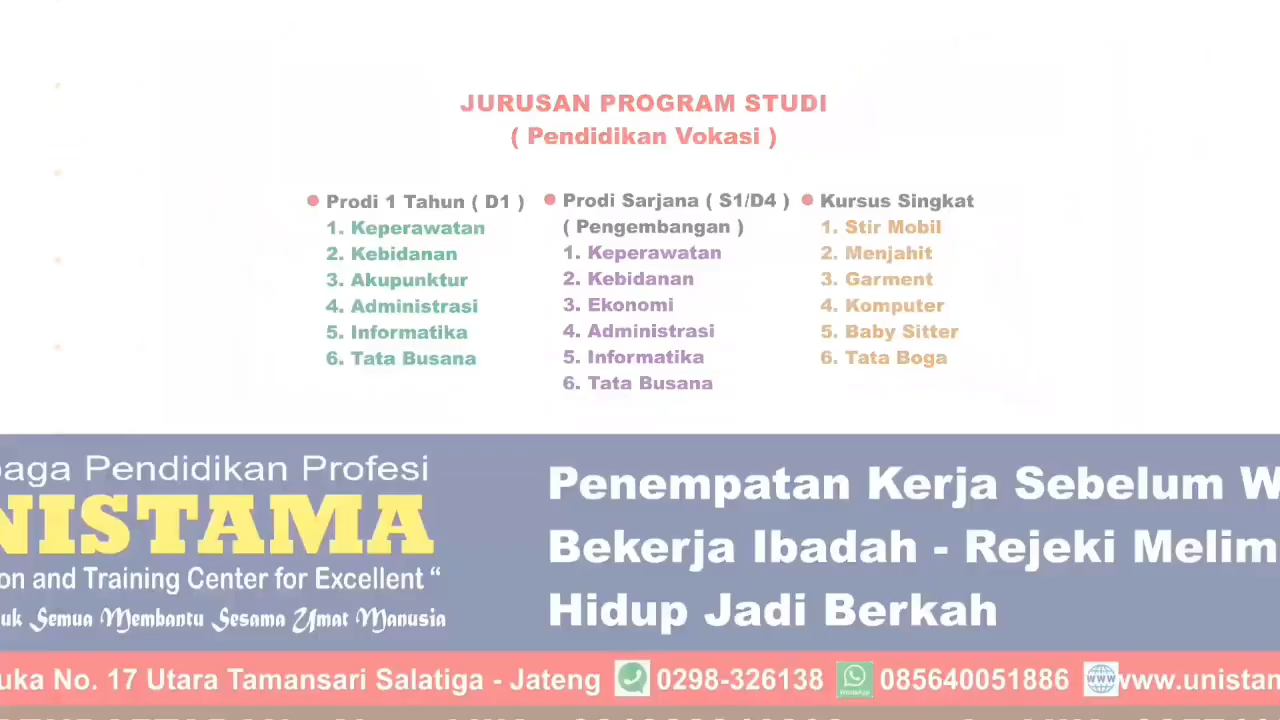 JURUSAN PROGRAM STUDI
( Pendidikan Vokasi )
Prodi 1 Tahun ( D1 )
1. Keperawatan
2. Kebidanan
3. Akupunktur
4. Administrasi
5. Informatika
6. Tata Busana
Prodi Sarjana ( S1/D4 )
( Pengembangan )
1. Keperawatan
2. Kebidanan
3. Ekonomi
4. Administrasi
5. Informatika
6. Tata Busana
Kursus Singkat
1. Stir Mobil
2. Menjahit
3. Garment
4. Komputer
5. Baby Sitter
6. Tata Boga
Pendidikan Profesi
NISTAMA
on and Training Center for Excellent “
uk Semua Membantu Sesama Umat Manusia
Penempatan Kerja Sebelum W
Bekerja Ibadah - Rejeki Melim
Hidup Jadi Berkah
uka No. 17 Utara Tamansari Salatiga - Jateng 0298-326138 WhatsApp 085640051886 www www.unistam